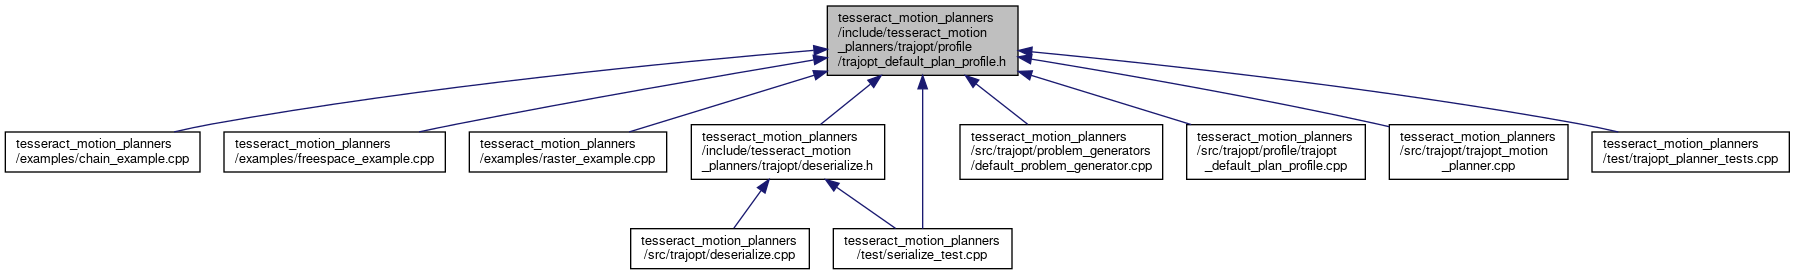 tesseract_motion_planners
/include/tesseract_motion
_planners/trajopt/profile
/trajopt_default_plan_profile.h
tesseract_motion_planners
/examples/chain_example.cpp
tesseract_motion_planners
/examples/freespace_example.cpp
tesseract_motion_planners
/examples/raster_example.cpp
tesseract_motion_planners
/include/tesseract_motion
_planners/trajopt/deserialize.h
tesseract_motion_planners
/src/trajopt/problem_generators
/default_problem_generator.cpp
tesseract_motion_planners
/src/trajopt/profile/trajopt
_default_plan_profile.cpp
tesseract_motion_planners
/src/trajopt/trajopt_motion
_planner.cpp
tesseract_motion_planners
/test/trajopt_planner_tests.cpp
tesseract_motion_planners
/src/trajopt/deserialize.cpp
tesseract_motion_planners
/test/serialize_test.cpp